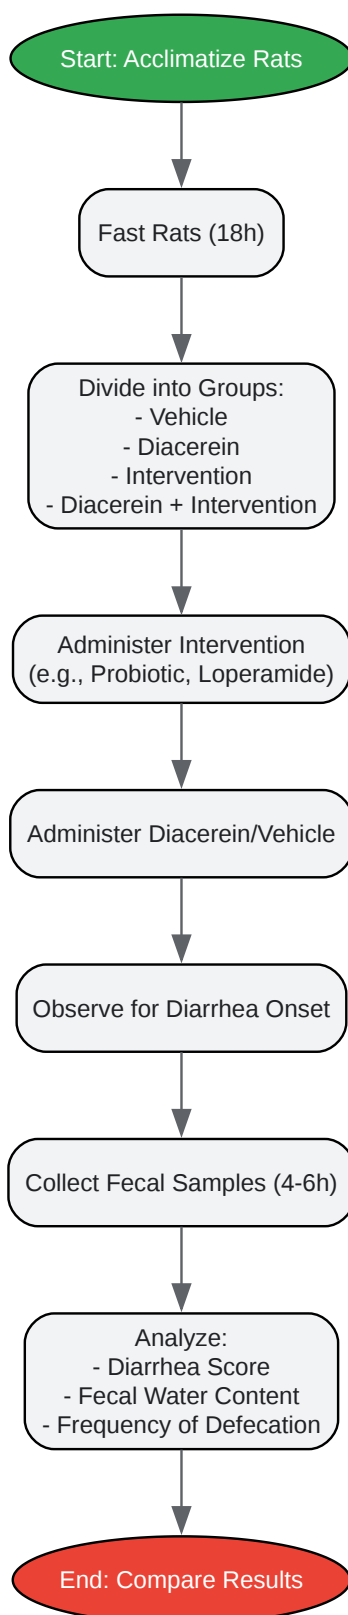 Start: Acclimatize Rats
Fast Rats (18h)
Divide into Groups:
- Vehicle
- Diacerein
- Intervention
- Diacerein + Intervention
Administer Intervention
(e.g., Probiotic, Loperamide)
Administer Diacerein/Vehicle
Observe for Diarrhea Onset
Collect Fecal Samples (4-6h)
Analyze:
- Diarrhea Score
- Fecal Water Content
- Frequency of Defecation
End: Compare Results